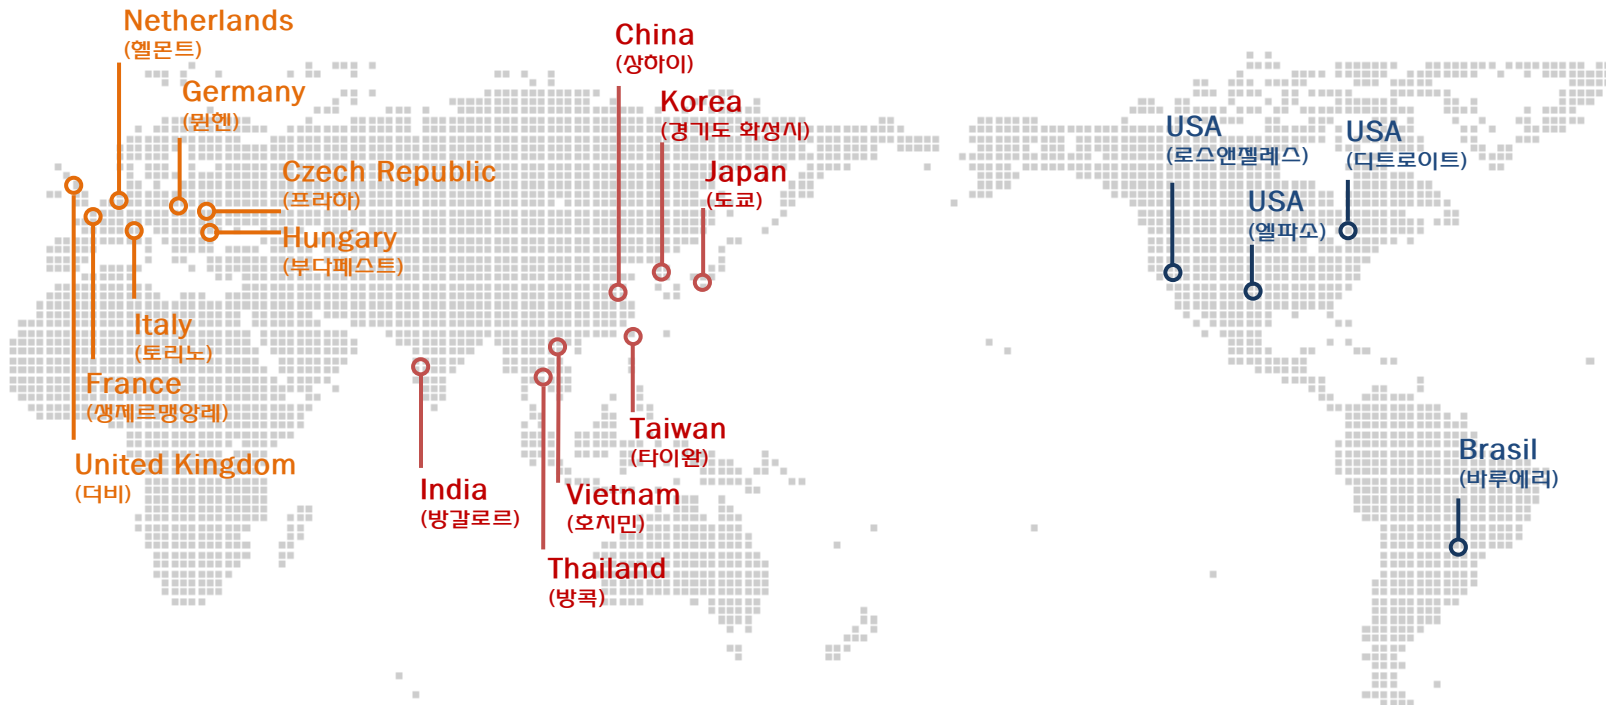 Netherlands
(헬몬트)
Germany
(뮌헨)
Czech Republic
(프라하)
Hungary
(부다페스트)
Italy
(토리노)
France
(생제르맹앙레)
United Kingdom
(더비)
China
(상하이)
Korea
(경기도 화성시)
Japan
(도쿄)
Taiwan
(타이완)
India
(방갈로르)
Vietnam
(호치민)
Thailand
(방콕)
USA
(로스앤젤레스)
USA
(엘파소)
USA
(디트로이트)
Brasil
(바루에리)